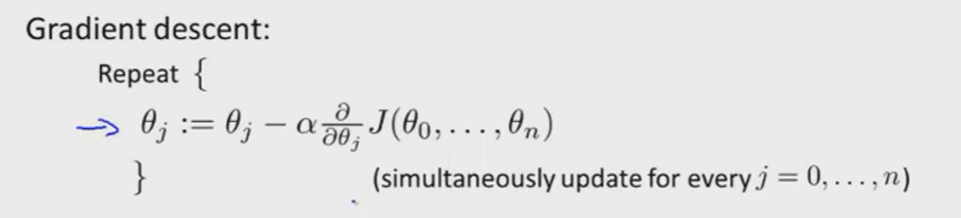 Gradient descent:
Repeat {
→ θ_j := θ_j − α ∂/∂θ_j J(θ_0, . . . , θ_n)
}
(simultaneously update for every j = 0, . . . , n)